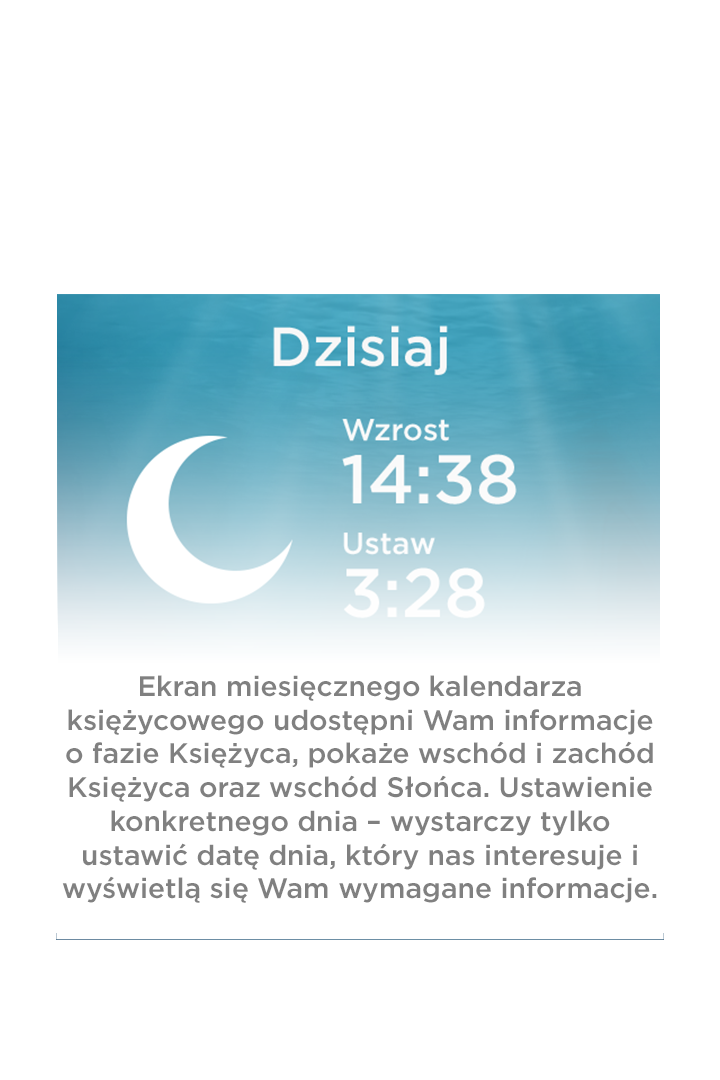 Dzisiaj
Wzrost
14:38
Ustaw
3:28
Ekran miesięcznego kalendarza
księżycowego udostępni Wam informacje
o fazie Księżyca, pokaże wschód i zachód
Księżyca oraz wschód Słońca. Ustawienie
konkretnego dnia – wystarczy tylko
ustawić datę dnia, który nas interesuje i
wyświetlą się Wam wymagane informacje.